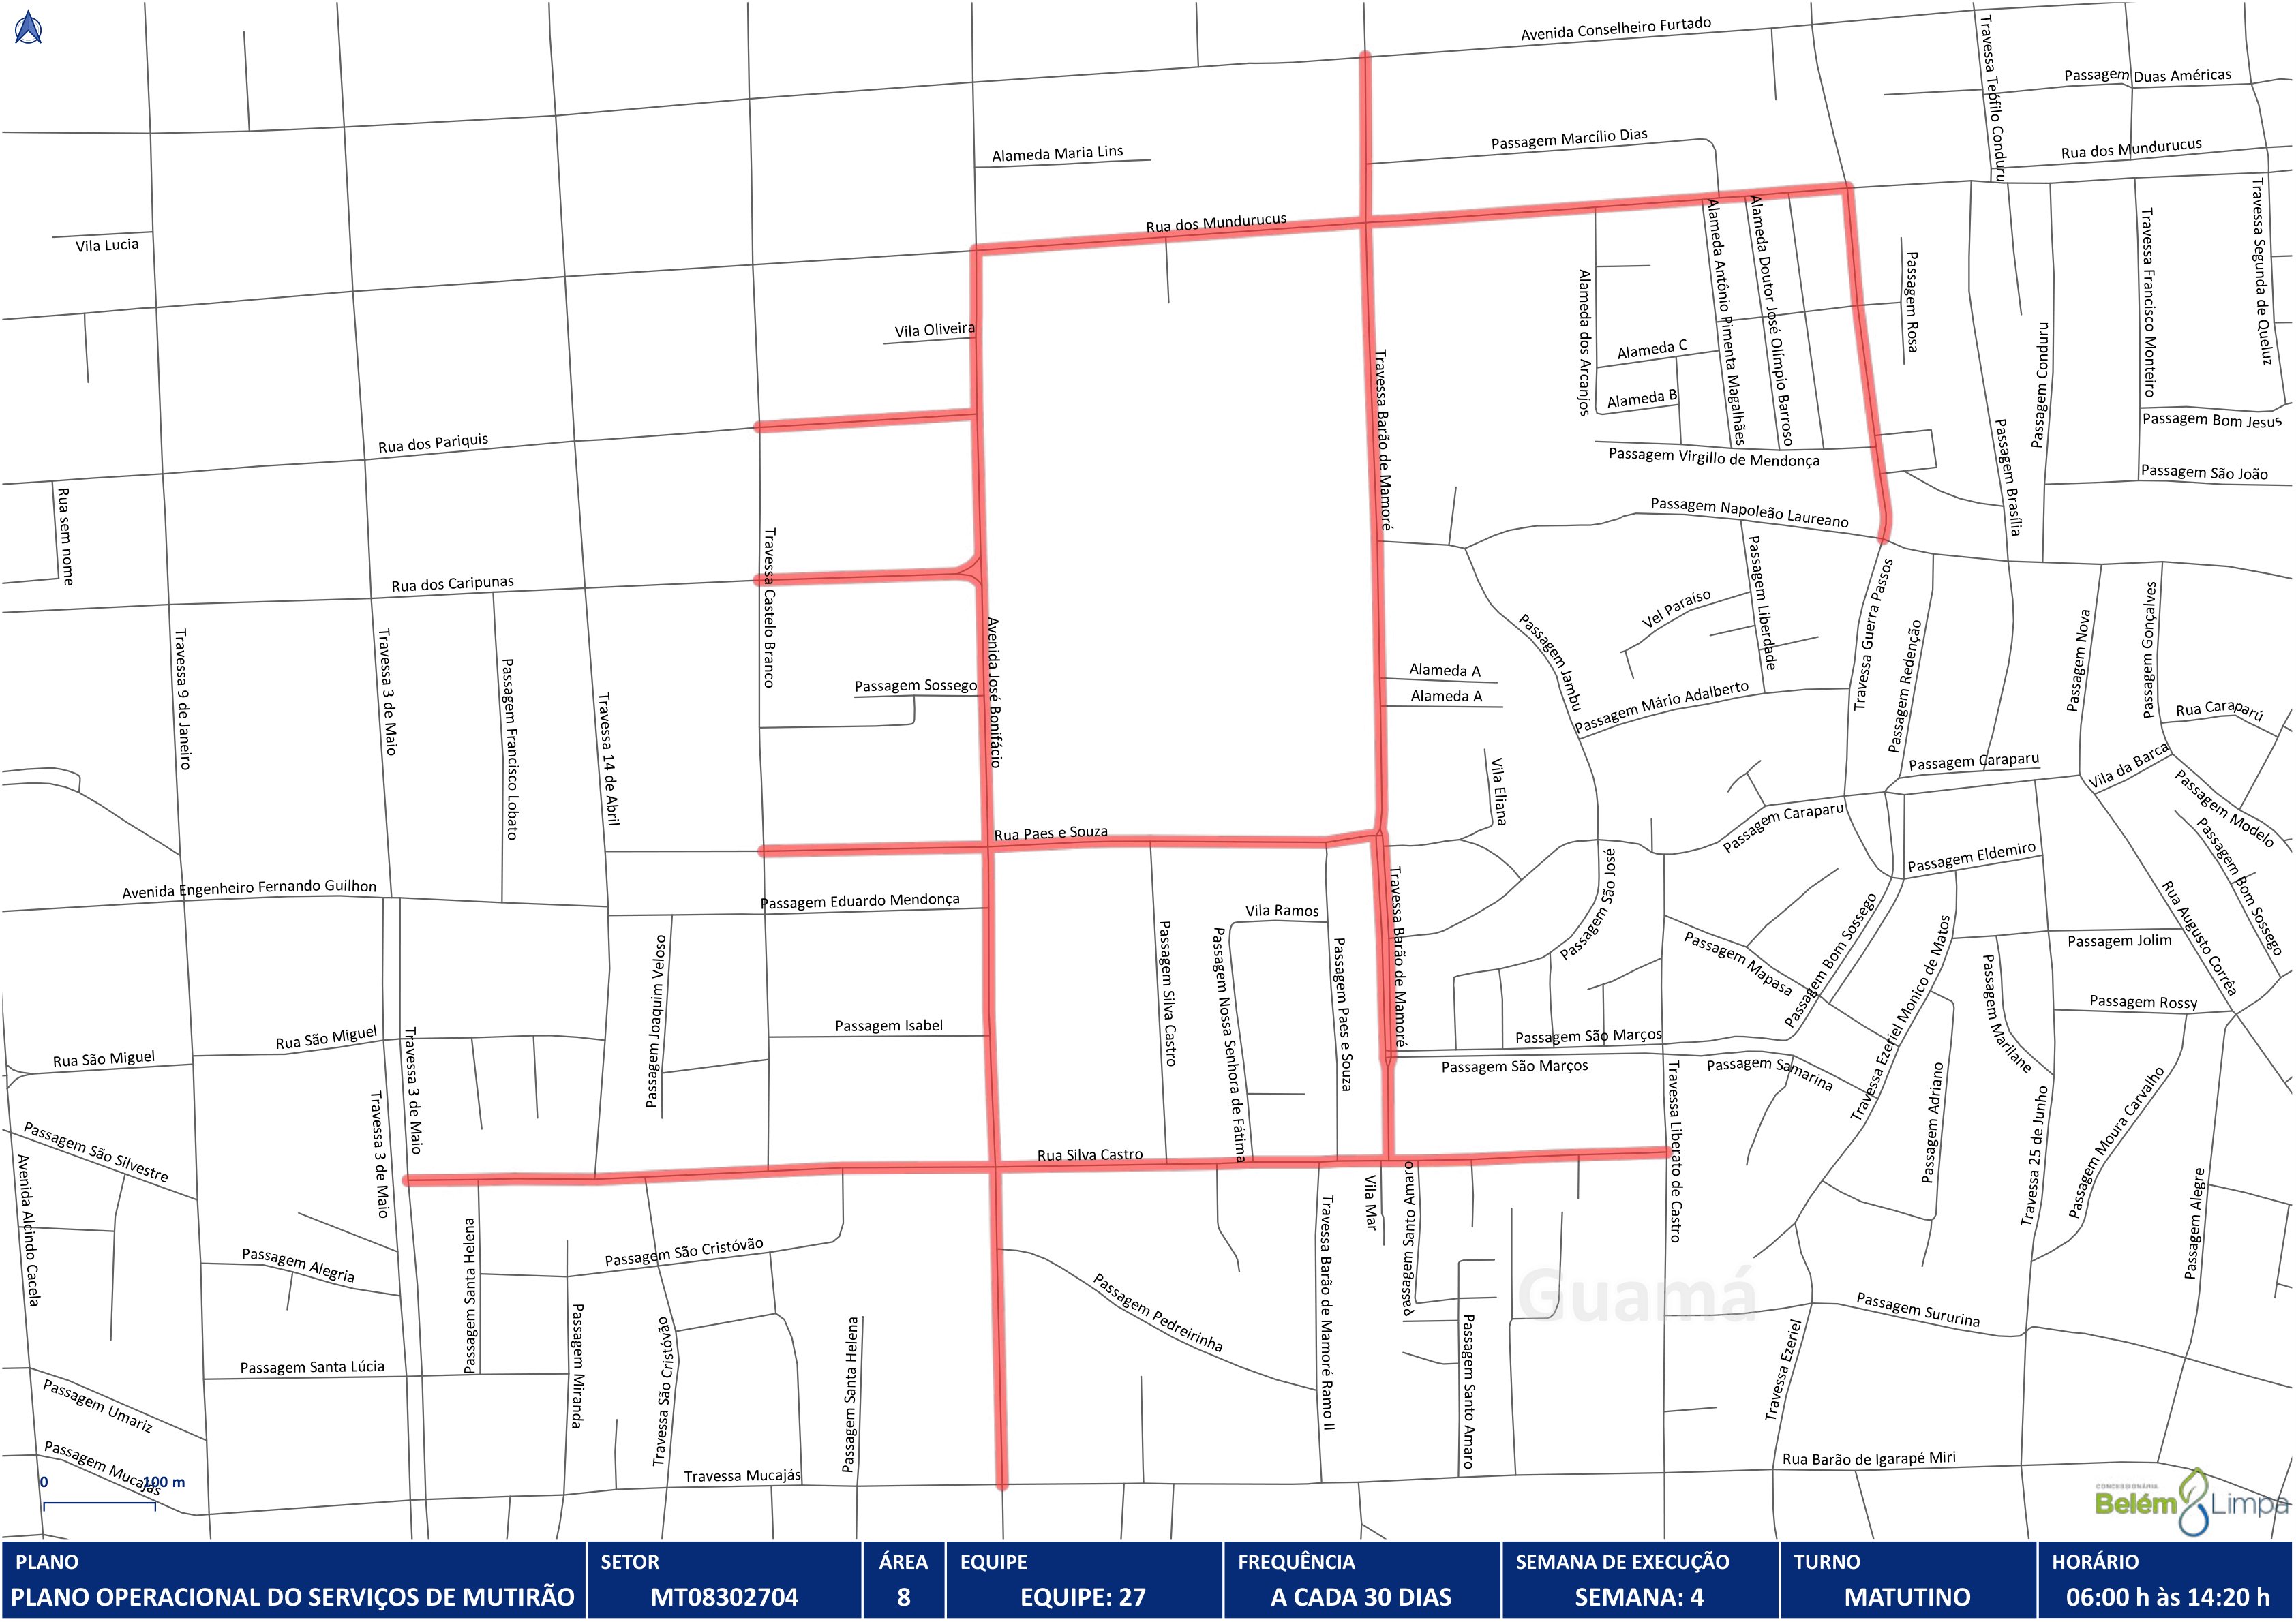 Avenida Conselheiro Furtado
Travessa Teófilo Conduru
Passagem Duas Américas
Alameda Maria Lins
Passagem Marcílio Dias
Rua dos Mundurucus
Vila Lucia
Rua dos Mundurucus
Travessa Segunda de Queluz
Travessa Francisco Monteiro
Alameda Antônio Pimenta Magalhães
Alameda Doutor José Olímpio Barroso
Passagem Rosa
Alameda dos Arcanjos
Vila Oliveira
Passagem Conduru
Alameda C
Alameda B
Travessa Barão de Mamoré
Passagem Bom Jesus
Rua dos Pariquis
Passagem Virgillo de Mendonça
Passagem Brasília
Passagem São João
Rua sem nome
Passagem Napoleão Laureano
Travessa Castelo Branco
Passagem Liberdade
Travessa Guerra Passos
Rua dos Caripunas
Vel Paraíso
Passagem Gonçalves
Passagem Nova
Passagem Redenção
Passagem Jambu
Avenida José Bonifácio
Travessa 9 de Janeiro
Travessa 3 de Maio
Passagem Francisco Lobato
Travessa 14 de Abril
Passagem Sossego
Alameda A
Alameda A
Passagem Mário Adalberto
Rua Caraparú
Vila Eliana
Passagem Caraparu
Vila da Barca
Passagem Modelo
Passagem Caraparu
Passagem Bom Sossego
Rua Paes e Souza
Passagem Eldemiro
Passagem São José
Avenida Engenheiro Fernando Guilhon
Passagem Eduardo Mendonça
Vila Ramos
Travessa Barão de Mamoré
Rua Augusto Corrêa
Passagem Joaquim Veloso
Passagem Silva Castro
Passagem Nossa Senhora de Fátima
Passagem Paes e Souza
Passagem Mapasa
Passagem Bom Sossego
Travessa Ezeriel Monico de Matos
Passagem Jolim
Passagem Marilane
Passagem Rossy
Rua São Miguel
Rua São Miguel
Passagem Isabel
Travessa 3 de Maio
Passagem São Marços
Passagem São Marços
Passagem Samarina
Travessa Liberato de Castro
Passagem Adriano
Travessa 25 de Junho
Passagem Moura Carvalho
Travessa 3 de Maio
Passagem São Silvestre
Avenida Alcindo Cacela
Rua Silva Castro
Vila Mar
Passagem Santo Amaro
Passagem Alegre
Passagem Alegria
Passagem Santa Helena
Passagem São Cristóvão
Travessa Barão de Mamoré Ramo II
Passagem Pedreirinha
Guamá
Passagem Sururina
Passagem Miranda
Travessa São Cristóvão
Passagem Santa Helena
Passagem Santo Amaro
Travessa Ezeriel
Passagem Santa Lúcia
Passagem Umariz
Passagem Mucajás
Travessa Mucajás
Rua Barão de Igarapé Miri
0 100 m
CONCESSIONÁRIA
Belém Limpa
PLANO
PLANO OPERACIONAL DO SERVIÇOS DE MUTIRÃO
SETOR
MT08302704
ÁREA
8
EQUIPE
EQUIPE: 27
FREQUÊNCIA
A CADA 30 DIAS
SEMANA DE EXECUÇÃO
SEMANA: 4
TURNO
MATUTINO
HORÁRIO
06:00 h às 14:20 h